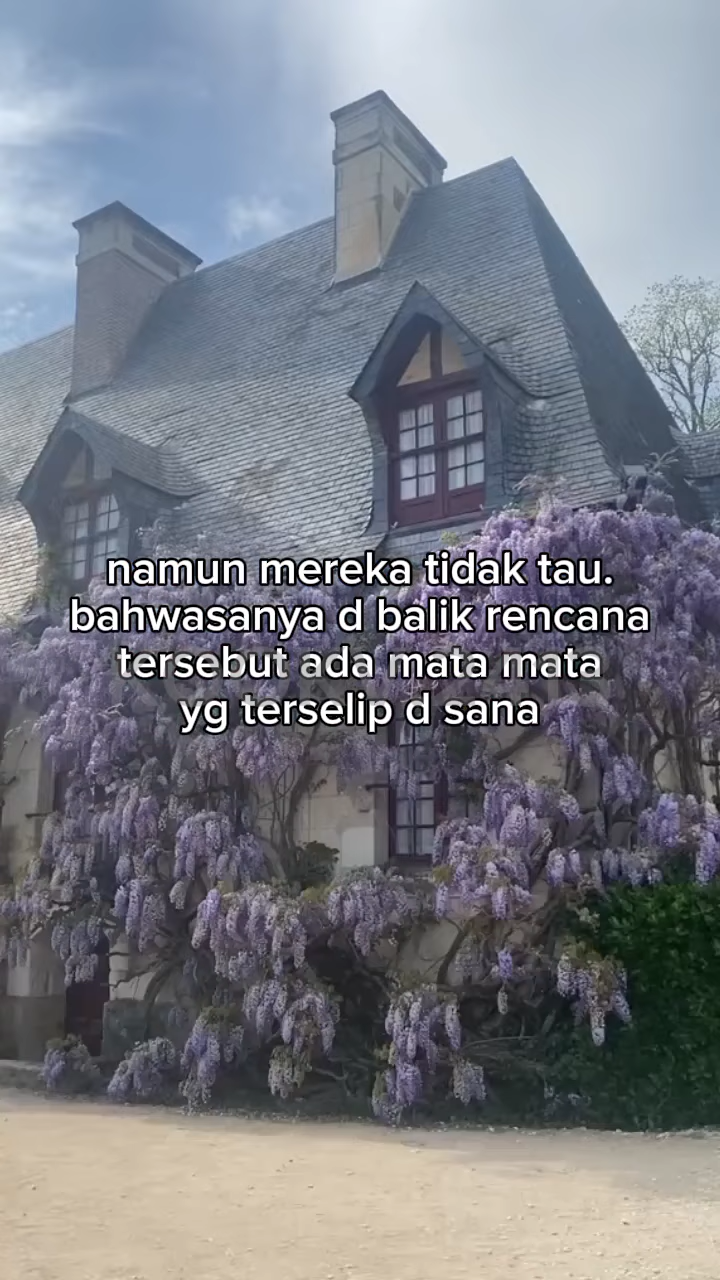 namun mereka tidak tau.
bahwasanya d balik rencana
tersebut ada mata mata
yg terselip d sana